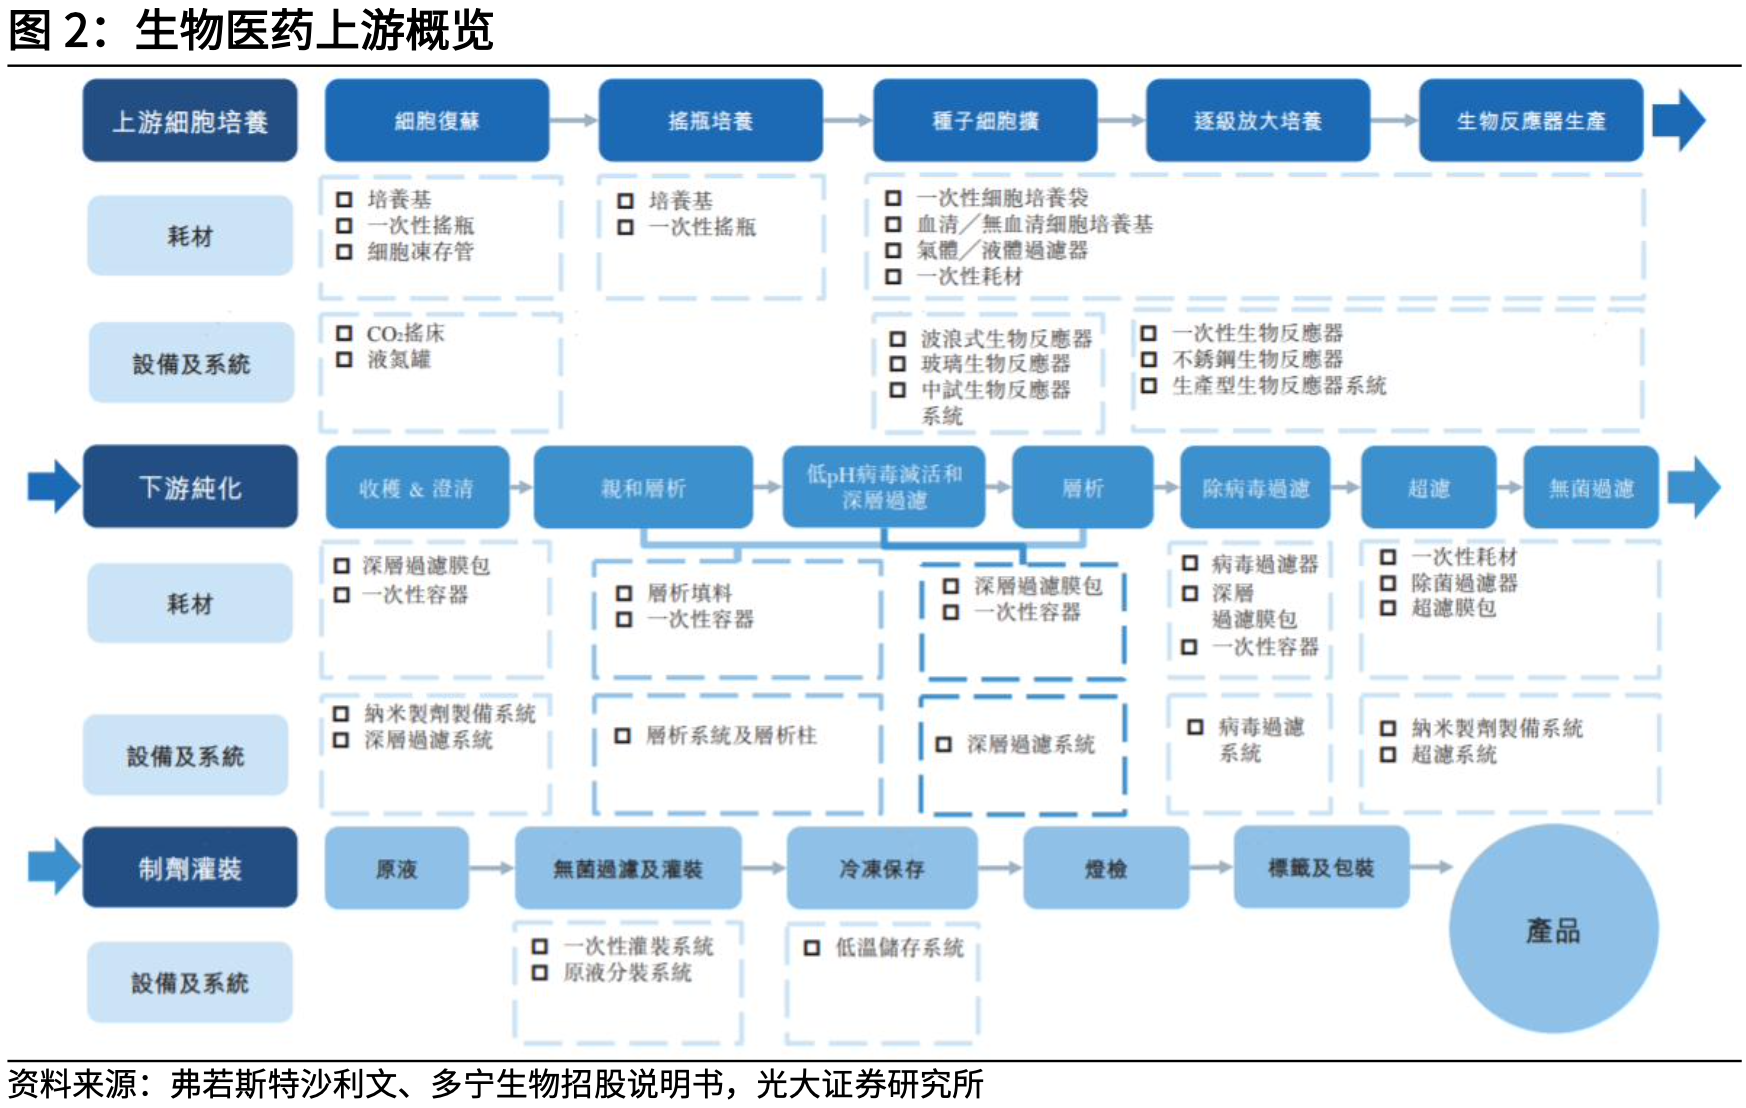 图 2：生物医药上游概览
上游細胞培養
細胞復蘇
搖瓶培養
種子細胞擴
逐級放大培養
生物反應器生產
耗材
培養基
一次性搖瓶
細胞凍存管
培養基
一次性搖瓶
一次性細胞培養袋
血清／無血清細胞培養基
氣體／液體過濾器
一次性耗材
設備及系統
CO₂搖床
液氮罐
波浪式生物反應器
玻璃生物反應器
中試生物反應器
系統
一次性生物反應器
不銹鋼生物反應器
生產型生物反應器系統
下游純化
收穫 & 澄清
親和層析
低pH病毒滅活和
深層過濾
層析
除病毒過濾
超濾
無菌過濾
耗材
深層過濾膜包
一次性容器
層析填料
一次性容器
深層過濾膜包
一次性容器
病毒過濾器
深層
過濾膜包
一次性容器
一次性耗材
除菌過濾器
超濾膜包
設備及系統
納米製劑製備系統
深層過濾系統
層析系統及層析柱
深層過濾系統
病毒過濾
系統
納米製劑製備系統
超濾系統
制劑灌裝
原液
無菌過濾及灌裝
冷凍保存
燈檢
標籤及包裝
產品
設備及系統
一次性灌裝系統
原液分裝系統
低溫儲存系統
资料来源：弗若斯特沙利文、多宁生物招股说明书，光大证券研究所